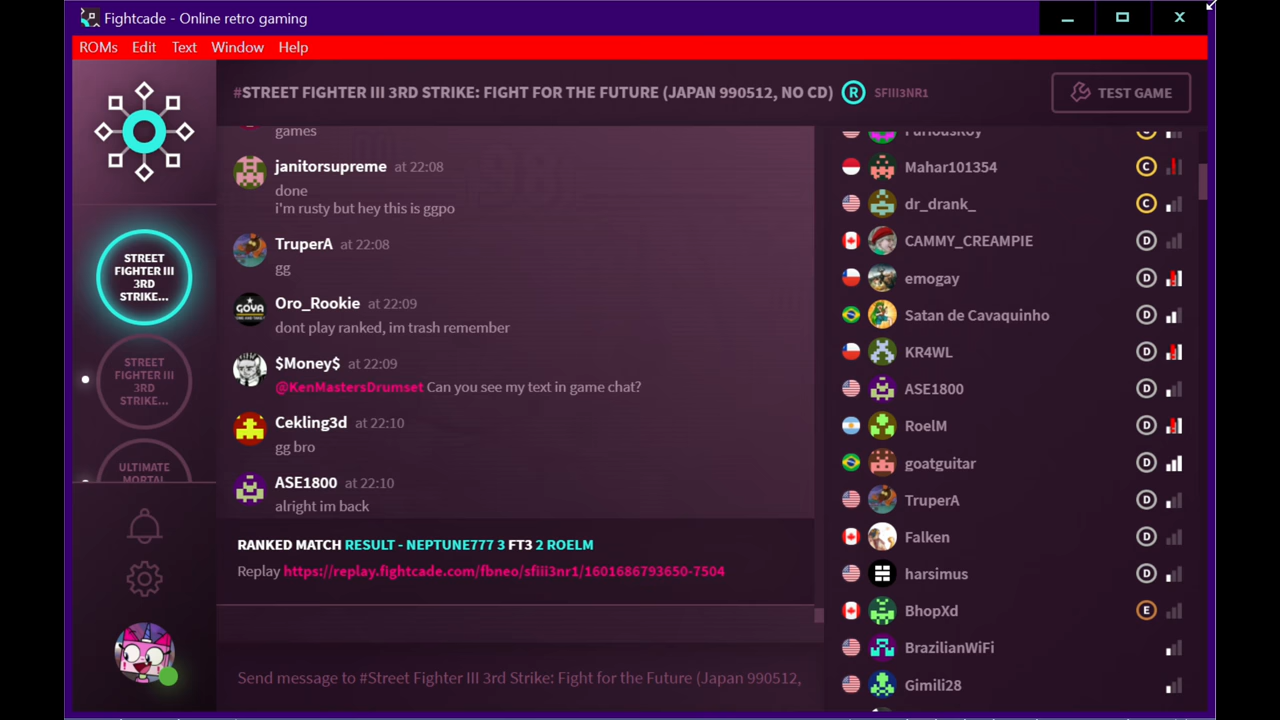 Fightcade - Online retro gaming
ROMs Edit Text Window Help
#STREET FIGHTER III 3RD STRIKE: FIGHT FOR THE FUTURE (JAPAN 990512, NO CD) R SFIII3NR1
TEST GAME
STREET
FIGHTER III
3RD
STRIKE...
STREET
FIGHTER III
3RD
STRIKE...
ULTIMATE
MORTAL
games
janitorsupreme at 22:08
done
i'm rusty but hey this is ggpo
TruperA at 22:08
gg
Oro_Rookie at 22:09
dont play ranked, im trash remember
GOYA
$Money$ at 22:09
@KenMastersDrumset Can you see my text in game chat?
Cekling3d at 22:10
gg bro
ASE1800 at 22:10
alright im back
RANKED MATCH RESULT - NEPTUNE777 3 FT3 2 ROELM
Replay https://replay.fightcade.com/fbneo/sfiii3nr1/1601686793650-7504
Send message to #Street Fighter III 3rd Strike: Fight for the Future (Japan 990512,
FuriousRoy C
Mahar101354 C
dr_drank_ C
CAMMY_CREAMPIE D
emogay D
Satan de Cavaquinho D
KR4WL D
ASE1800 D
RoelM D
goatguitar D
TruperA D
Falken D
harsimus D
BhopXd E
BrazilianWiFi
Gimili28